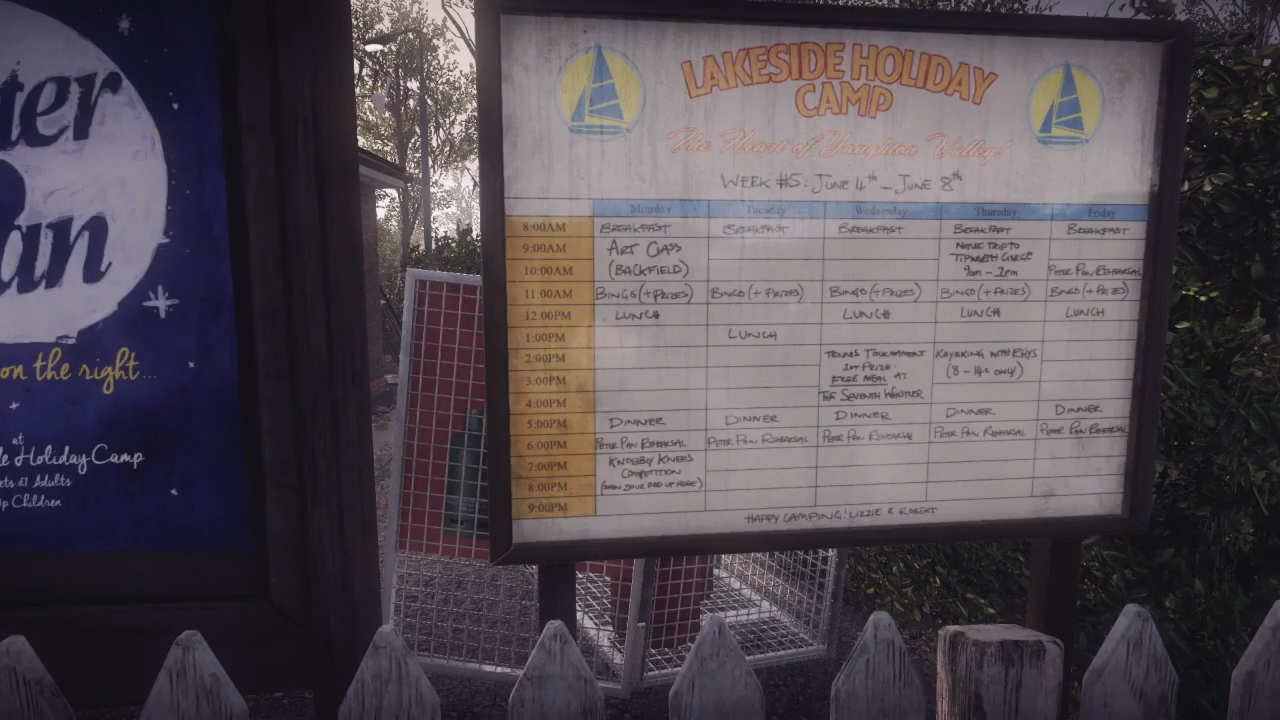 ter
an
on the right...
at
e Holiday Camp
ets £1 Adults
p Children
LAKESIDE HOLIDAY
CAMP
The Heart of Yaughton Valley!
WEEK #5: JUNE 4th - JUNE 8th
Monday Tuesday Wednesday Thursday Friday
8:00AM BREAKFAST BREAKFAST BREAKFAST BREAKFAST BREAKFAST
9:00AM ART CLASS NATURE TRIP TO
TIPWORTH GORGE
10:00AM (BACKFIELD) 9am - 1pm PETER PAN REHEARSAL
11:00AM BINGO (+ PRIZES) BINGO (+ PRIZES) BINGO (+ PRIZES) BINGO (+ PRIZES) BINGO (+ PRIZES)
12:00PM LUNCH LUNCH LUNCH LUNCH
1:00PM LUNCH
2:00PM TENNIS TOURNAMENT KAYAKING WITH RHYS
1ST PRIZE: (8 - 14s ONLY)
3:00PM FREE MEAL AT
4:00PM THE SEVENTH WHISTLER
5:00PM DINNER DINNER DINNER DINNER DINNER
6:00PM PETER PAN REHEARSAL PETER PAN REHEARSAL PETER PAN REHEARSAL PETER PAN REHEARSAL PETER PAN REHEARSAL
7:00PM KNOBBLY KNEES
COMPETITION
8:00PM (SIGN YOUR DAD UP HERE!)
9:00PM
HAPPY CAMPING! LIZZIE & ROBERT